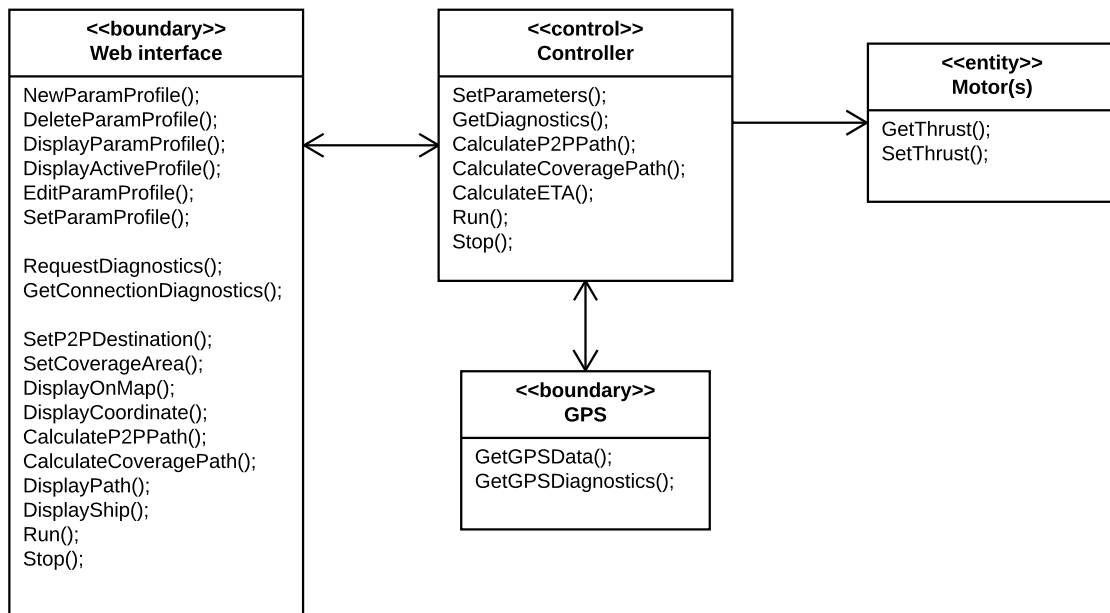 <<boundary>>
Web interface
NewParamProfile();
DeleteParamProfile();
DisplayParamProfile();
DisplayActiveProfile();
EditParamProfile();
SetParamProfile();
RequestDiagnostics();
GetConnectionDiagnostics();
SetP2PDestination();
SetCoverageArea();
DisplayOnMap();
DisplayCoordinate();
CalculateP2PPath();
CalculateCoveragePath();
DisplayPath();
DisplayShip();
Run();
Stop();
<<control>>
Controller
SetParameters();
GetDiagnostics();
CalculateP2PPath();
CalculateCoveragePath();
CalculateETA();
Run();
Stop();
<<entity>>
Motor(s)
GetThrust();
SetThrust();
<<boundary>>
GPS
GetGPSData();
GetGPSDiagnostics();